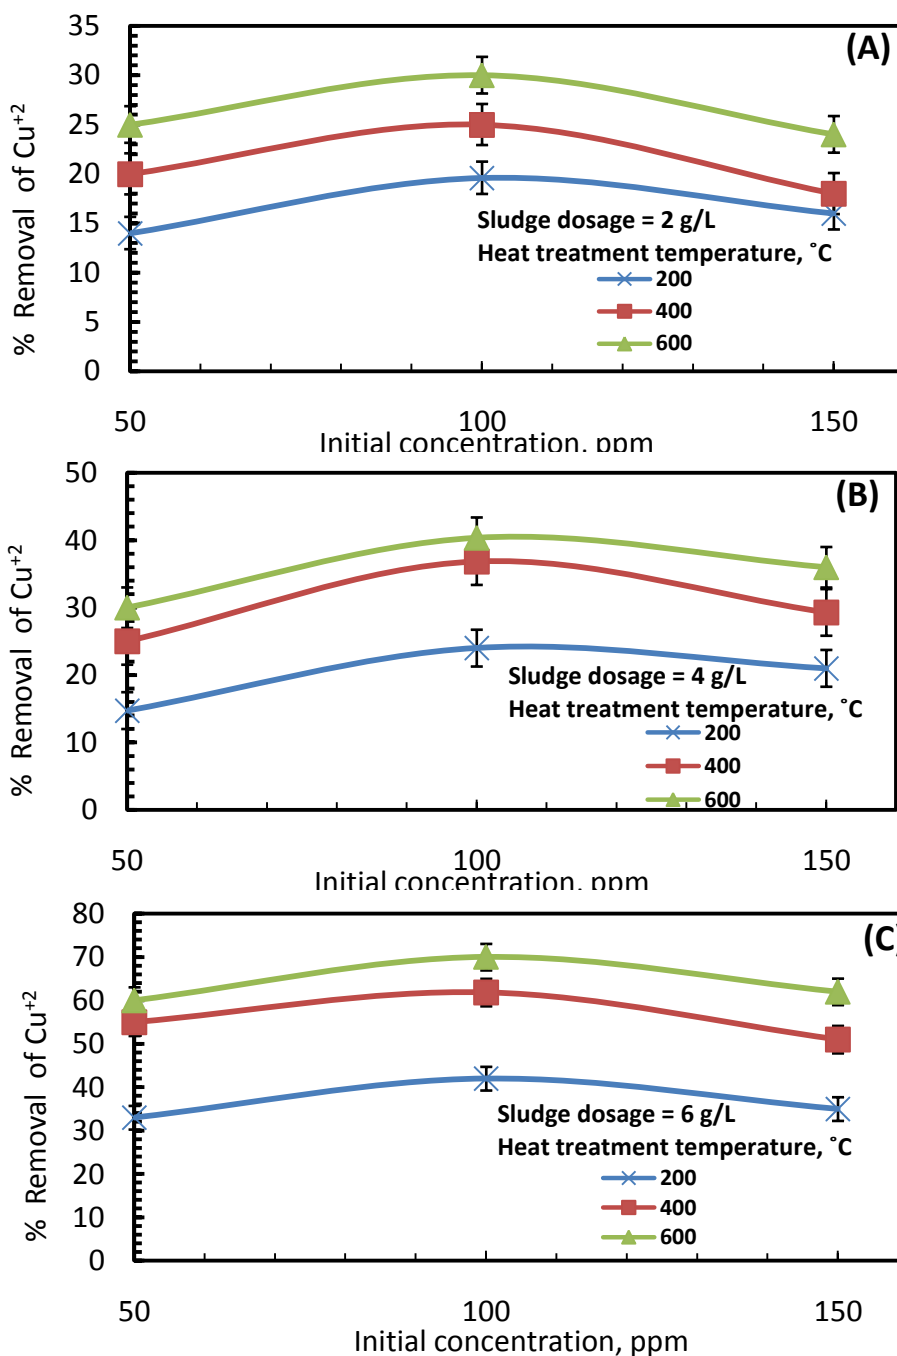 35
(A)
30
25
20
15
10
5
0
% Removal of Cu+2
Sludge dosage = 2 g/L
Heat treatment temperature, ˚C
200
400
600
50 100 150
Initial concentration, ppm
50
(B)
40
30
20
10
0
% Removal of Cu+2
Sludge dosage = 4 g/L
Heat treatment temperature, ˚C
200
400
600
50 100 150
Initial concentration, ppm
80
(C)
70
60
50
40
30
20
10
0
% Removal of Cu+2
Sludge dosage = 6 g/L
Heat treatment temperature, ˚C
200
400
600
50 100 150
Initial concentration, ppm